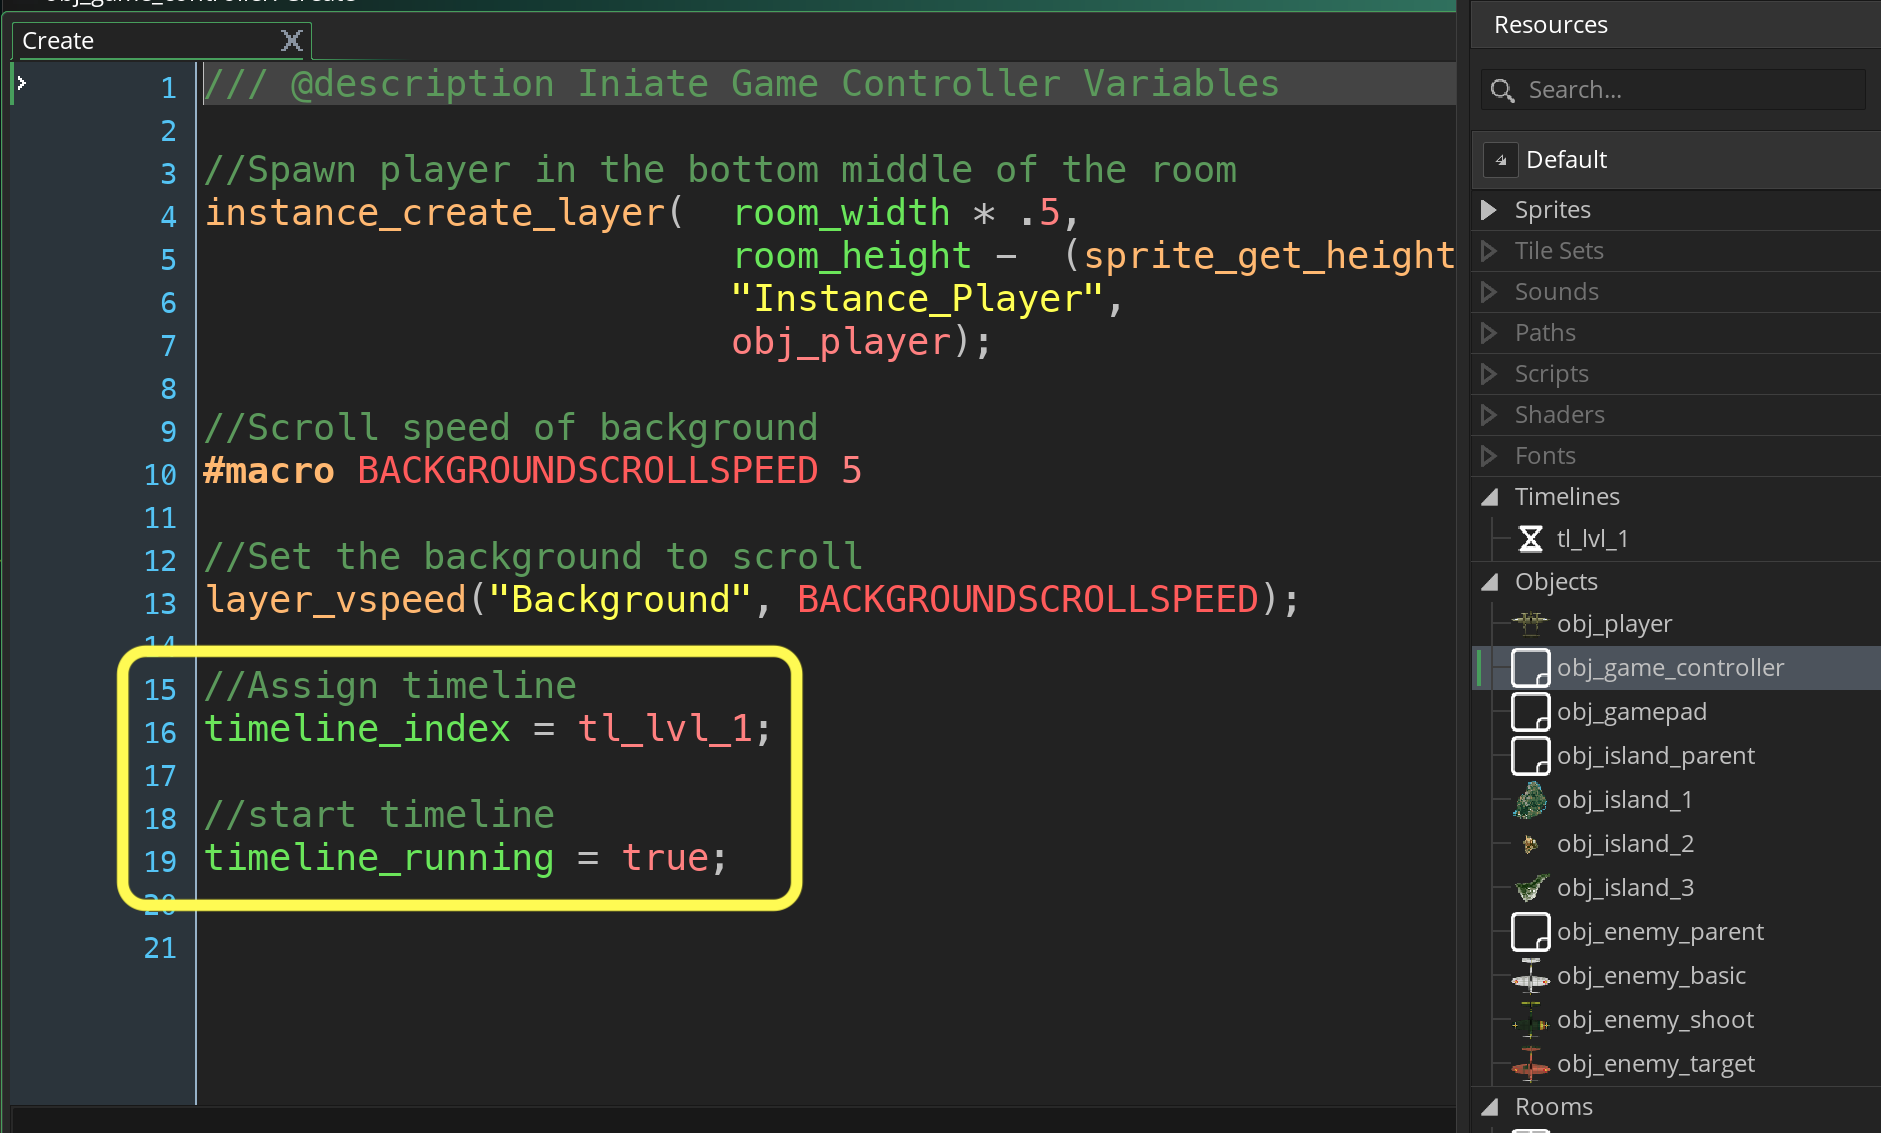 obj_game_controller: Create
Create
1 /// @description Iniate Game Controller Variables
2
3 //Spawn player in the bottom middle of the room
4 instance_create_layer( room_width * .5,
5 room_height - (sprite_get_height
6 "Instance_Player",
7 obj_player);
8
9 //Scroll speed of background
10 #macro BACKGROUNDSCROLLSPEED 5
11
12 //Set the background to scroll
13 layer_vspeed("Background", BACKGROUNDSCROLLSPEED);
14
15 //Assign timeline
16 timeline_index = tl_lvl_1;
17
18 //start timeline
19 timeline_running = true;
20
21
Resources
Search...
Default
Sprites
Tile Sets
Sounds
Paths
Scripts
Shaders
Fonts
Timelines
tl_lvl_1
Objects
obj_player
obj_game_controller
obj_gamepad
obj_island_parent
obj_island_1
obj_island_2
obj_island_3
obj_enemy_parent
obj_enemy_basic
obj_enemy_shoot
obj_enemy_target
Rooms